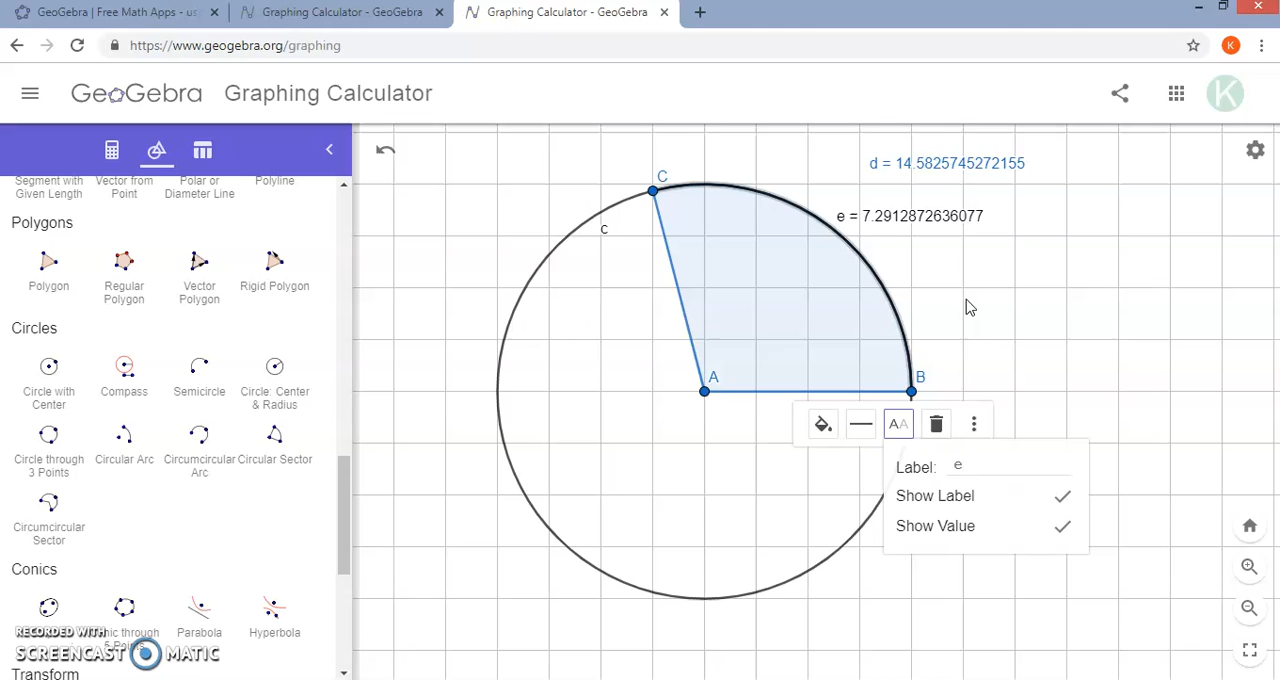 GeoGebra | Free Math Apps - us
Graphing Calculator - GeoGebra
Graphing Calculator - GeoGebra
https://www.geogebra.org/graphing
K
GeoGebra
Graphing Calculator
K
Segment with Given Length
Vector from Point
Polar or Diameter Line
Polyline
Polygons
Polygon
Regular Polygon
Vector Polygon
Rigid Polygon
Circles
Circle with Center
Compass
Semicircle
Circle: Center & Radius
Circle through 3 Points
Circular Arc
Circumcircular Arc
Circular Sector
Circumcircular Sector
Conics
Parabola
Hyperbola
RECORDED WITH
SCREENCAST MATIC
Transform
d = 14.5825745272155
C
e = 7.2912872636077
c
A
B
AA
Label: e
Show Label
Show Value